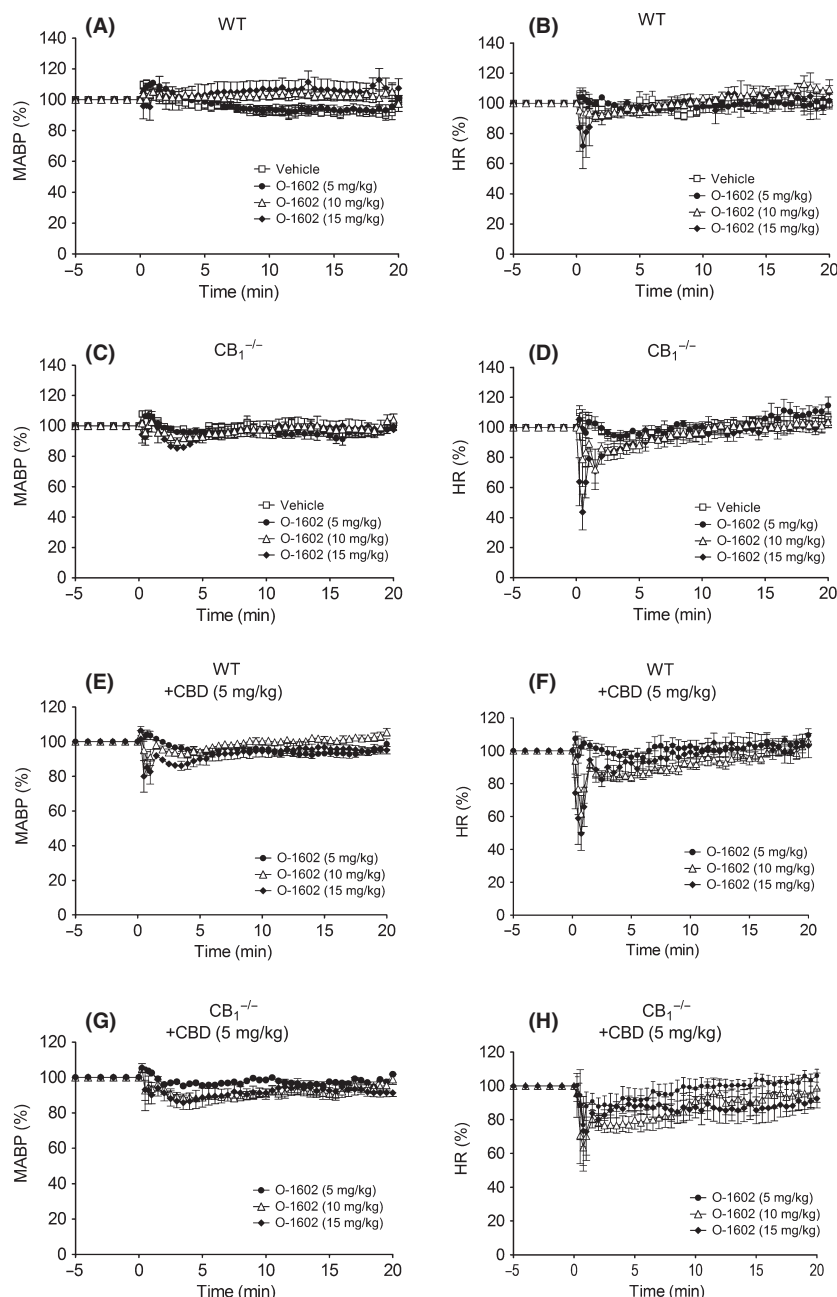 (A)
WT
140
120
100
80
60
40
20
0
MABP (%)
Vehicle
O-1602 (5 mg/kg)
O-1602 (10 mg/kg)
O-1602 (15 mg/kg)
–5 0 5 10 15 20
Time (min)
(B)
WT
140
120
100
80
60
40
20
0
HR (%)
Vehicle
O-1602 (5 mg/kg)
O-1602 (10 mg/kg)
O-1602 (15 mg/kg)
–5 0 5 10 15 20
Time (min)
(C)
CB1–/–
140
120
100
80
60
40
20
0
MABP (%)
Vehicle
O-1602 (5 mg/kg)
O-1602 (10 mg/kg)
O-1602 (15 mg/kg)
–5 0 5 10 15 20
Time (min)
(D)
CB1–/–
140
120
100
80
60
40
20
0
HR (%)
Vehicle
O-1602 (5 mg/kg)
O-1602 (10 mg/kg)
O-1602 (15 mg/kg)
–5 0 5 10 15 20
Time (min)
(E)
WT
+CBD (5 mg/kg)
120
100
80
60
40
20
0
MABP (%)
O-1602 (5 mg/kg)
O-1602 (10 mg/kg)
O-1602 (15 mg/kg)
–5 0 5 10 15 20
Time (min)
(F)
WT
+CBD (5 mg/kg)
120
100
80
60
40
20
0
HR (%)
O-1602 (5 mg/kg)
O-1602 (10 mg/kg)
O-1602 (15 mg/kg)
–5 0 5 10 15 20
Time (min)
(G)
CB1–/–
+CBD (5 mg/kg)
120
100
80
60
40
20
0
MABP (%)
O-1602 (5 mg/kg)
O-1602 (10 mg/kg)
O-1602 (15 mg/kg)
–5 0 5 10 15 20
Time (min)
(H)
CB1–/–
+CBD (5 mg/kg)
120
100
80
60
40
20
0
HR (%)
O-1602 (5 mg/kg)
O-1602 (10 mg/kg)
O-1602 (15 mg/kg)
–5 0 5 10 15 20
Time (min)